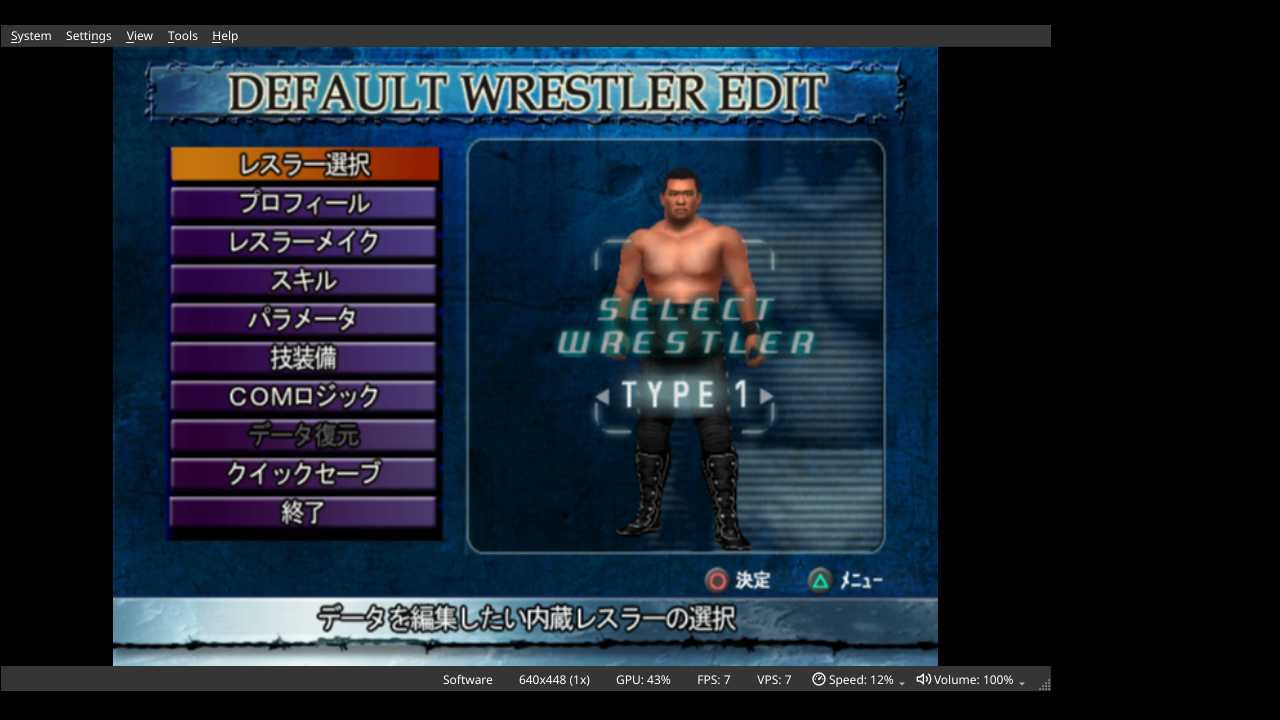 System Settings View Tools Help
DEFAULT WRESTLER EDIT
レスラー選択
プロフィール
レスラーメイク
スキル
パラメータ
技装備
COMロジック
データ復元
クイックセーブ
終了
SELECT
WRESTLER
TYPE 1
決定 ﾒﾆｭｰ
データを編集したい内蔵レスラーの選択
Software 640x448 (1x) GPU: 43% FPS: 7 VPS: 7 Speed: 12% Volume: 100%